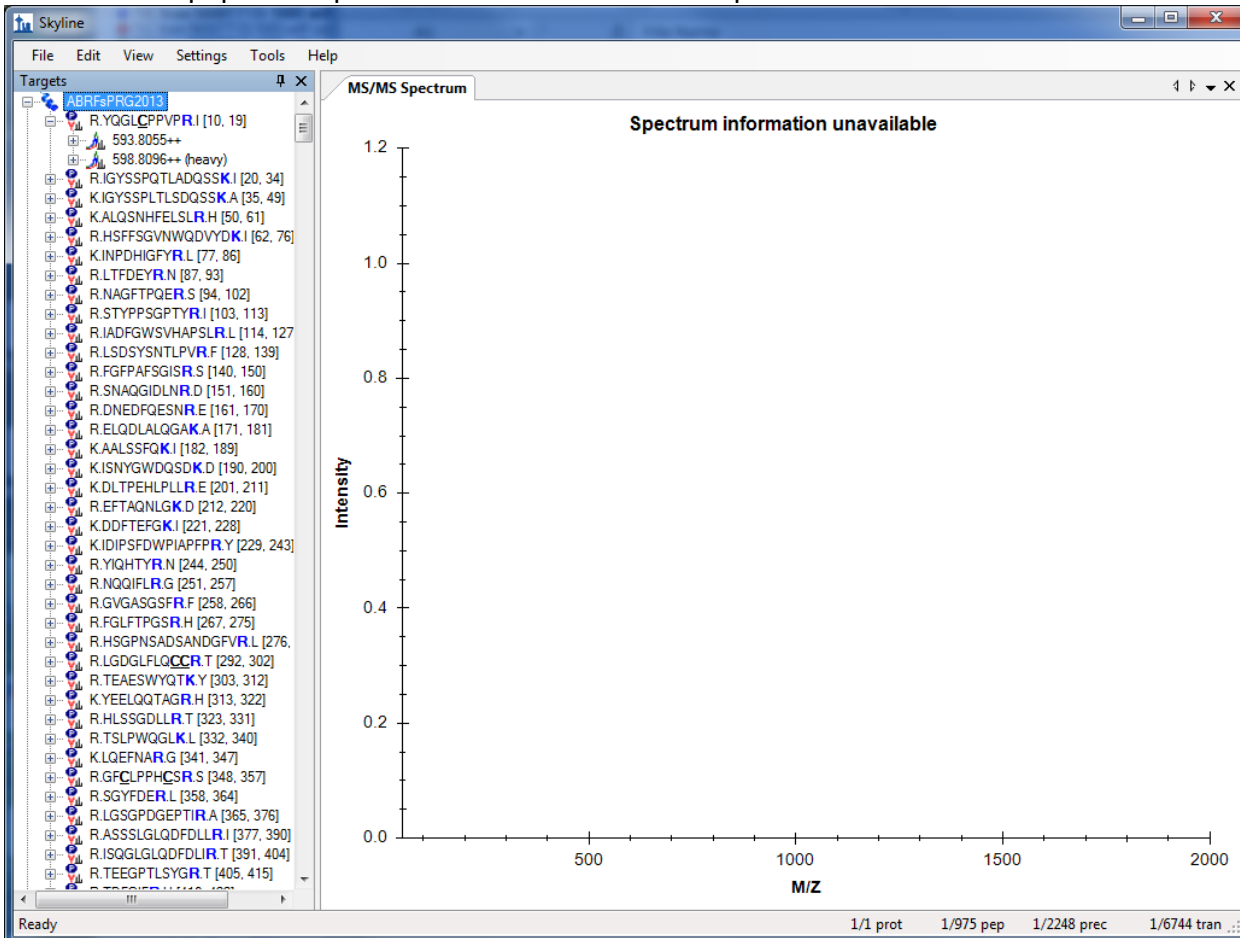 Skyline
File Edit View Settings Tools Help
Targets
ABRFsPRG2013
R.YQGLCPPVPR.I [10, 19]
593.8055++
598.8096++ (heavy)
R.IGYSSPQTLADQSSK.I [20, 34]
K.IGYSSPLTLSDQSSK.A [35, 49]
K.ALQSNHFELSLR.H [50, 61]
R.HSFFSGVNWQDVYDK.I [62, 76]
K.INPDHIGFYR.L [77, 86]
R.LTFDEYR.N [87, 93]
R.NAGFTPQER.S [94, 102]
R.STYPPSGPTYR.I [103, 113]
R.IADFGWSVHAPSLR.L [114, 127
R.LSDSYSNTLPVR.F [128, 139]
R.FGFPAFSGISR.S [140, 150]
R.SNAQGIDLNR.D [151, 160]
R.DNEDFQESNR.E [161, 170]
R.ELQDLALQGAK.A [171, 181]
K.AALSSFQK.I [182, 189]
K.ISNYGWDQSDK.D [190, 200]
K.DLTPEHLPLLR.E [201, 211]
R.EFTAQNLGK.D [212, 220]
K.DDFTEFGK.I [221, 228]
K.IDIPSFDWPIAPFPR.Y [229, 243]
R.YIQHTYR.N [244, 250]
R.NQQIFLR.G [251, 257]
R.GVGASGSFR.F [258, 266]
R.FGLFTPGSR.H [267, 275]
R.HSGPNSADSANDGFVR.L [276,
R.LGDGLFLQCCR.T [292, 302]
R.TEAESWYQTK.Y [303, 312]
K.YEELQQTAGR.H [313, 322]
R.HLSSGDLLR.T [323, 331]
R.TSLPWQGLK.L [332, 340]
K.LQEFNAR.G [341, 347]
R.GFCLPPHCSR.S [348, 357]
R.SGYFDER.L [358, 364]
R.LGSGPDGEPTIR.A [365, 376]
R.ASSSLGLQDFDLLR.I [377, 390]
R.ISQGLGLQDFDLIR.T [391, 404]
R.TEEGPTLSYGR.T [405, 415]
MS/MS Spectrum
Spectrum information unavailable
1.2
1.0
0.8
0.6
0.4
0.2
0.0
Intensity
500 1000 1500 2000
M/Z
Ready 1/1 prot 1/975 pep 1/2248 prec 1/6744 tran